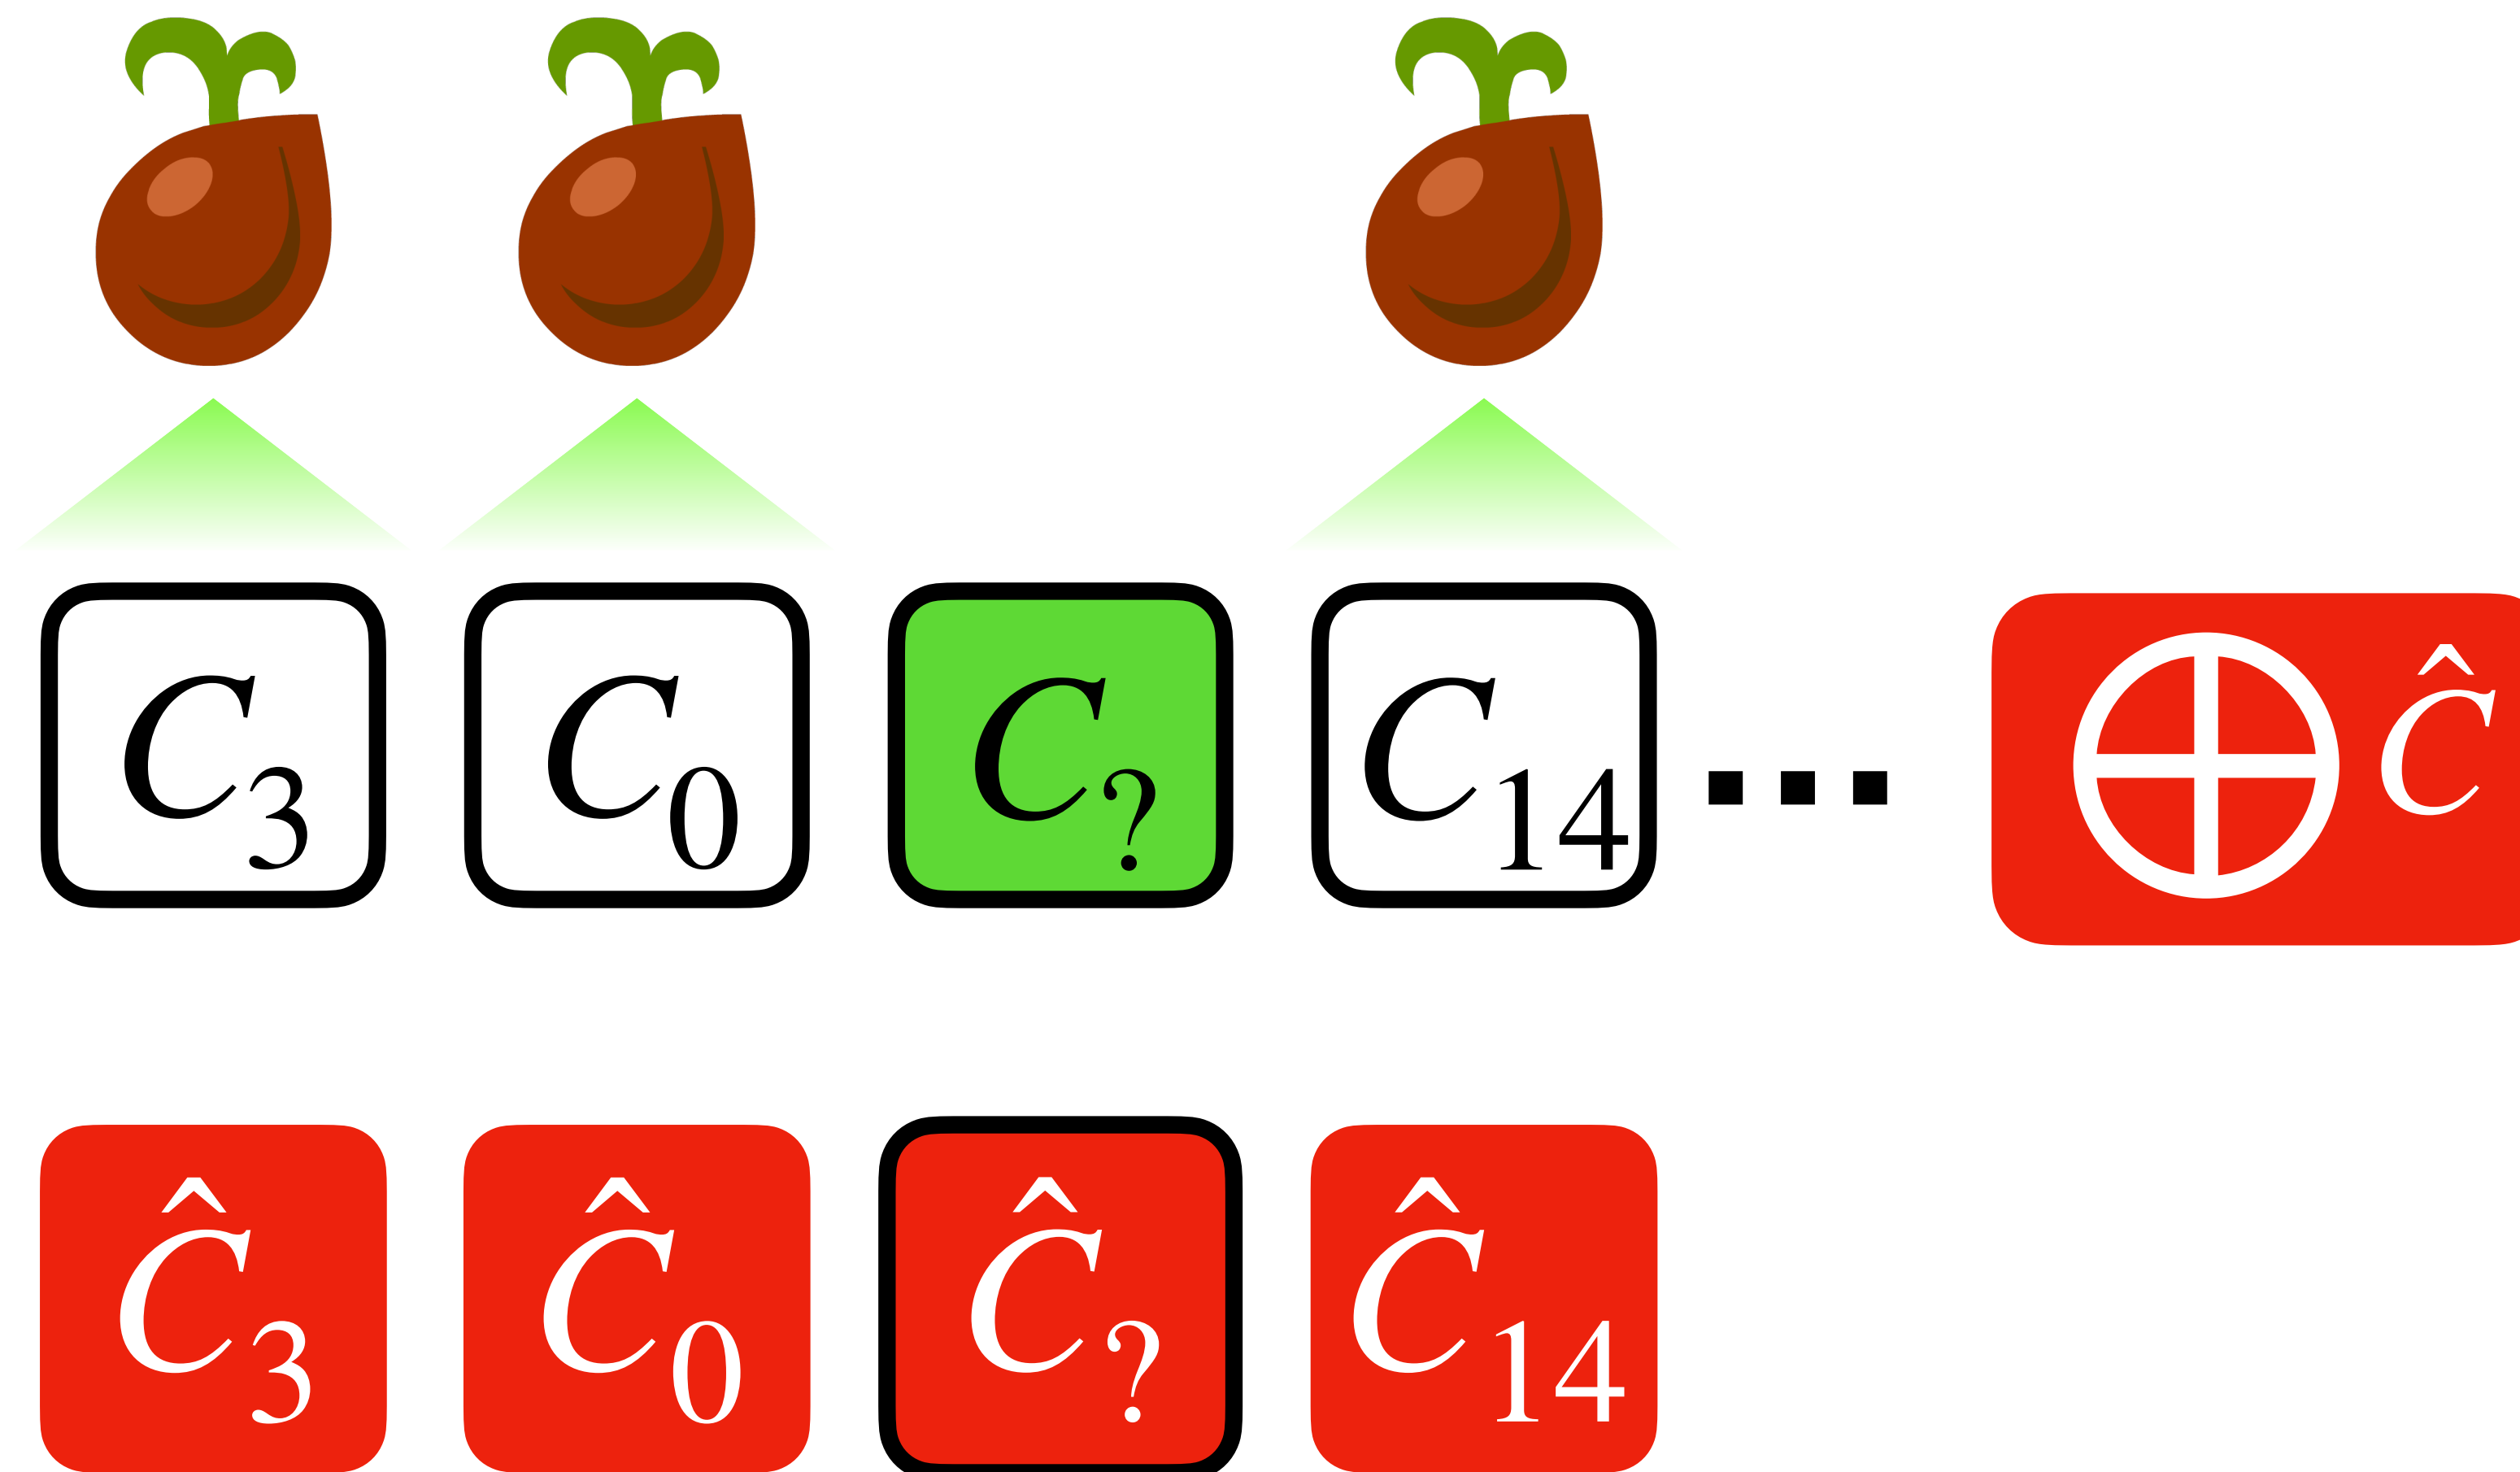 C₃ C₀ C? C₁₄ ... ⊕ Ĉ
Ĉ₃ Ĉ₀ Ĉ? Ĉ₁₄